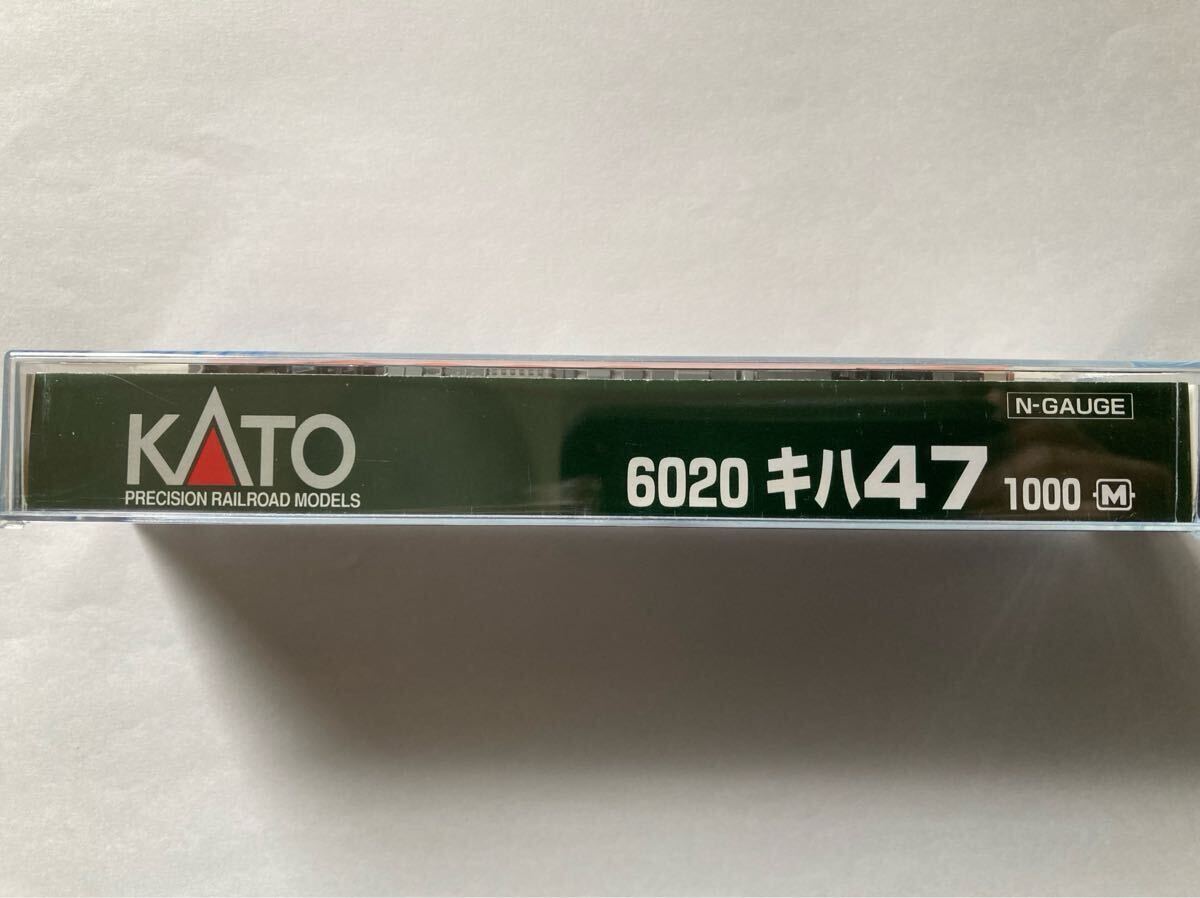 KATO
PRECISION RAILROAD MODELS
N-GAUGE
6020 キハ47 1000 M